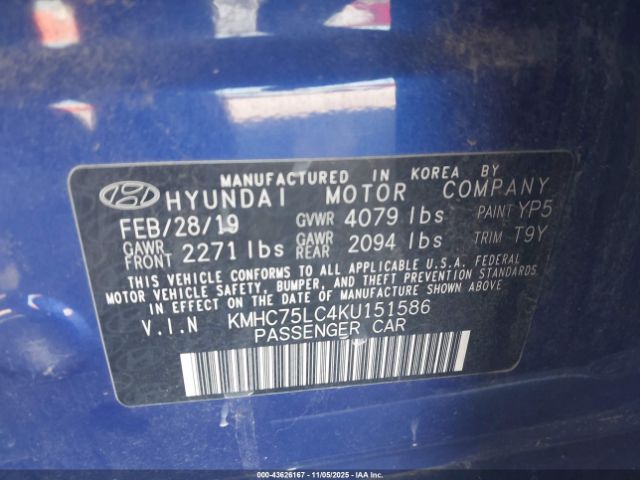 MANUFACTURED IN KOREA BY
HYUNDAI MOTOR COMPANY
FEB/28/19 GVWR 4079 lbs PAINT YP5
GAWR FRONT 2271 lbs GAWR REAR 2094 lbs TRIM T9Y
THIS VEHICLE CONFORMS TO ALL APPLICABLE U.S.A. FEDERAL
MOTOR VEHICLE SAFETY, BUMPER, AND THEFT PREVENTION STANDARDS
IN EFFECT ON THE DATE OF MANUFACTURE SHOWN ABOVE.
V.I.N KMHC75LC4KU151586
PASSENGER CAR
000-43626167 - 11/05/2025 - IAAI.COM